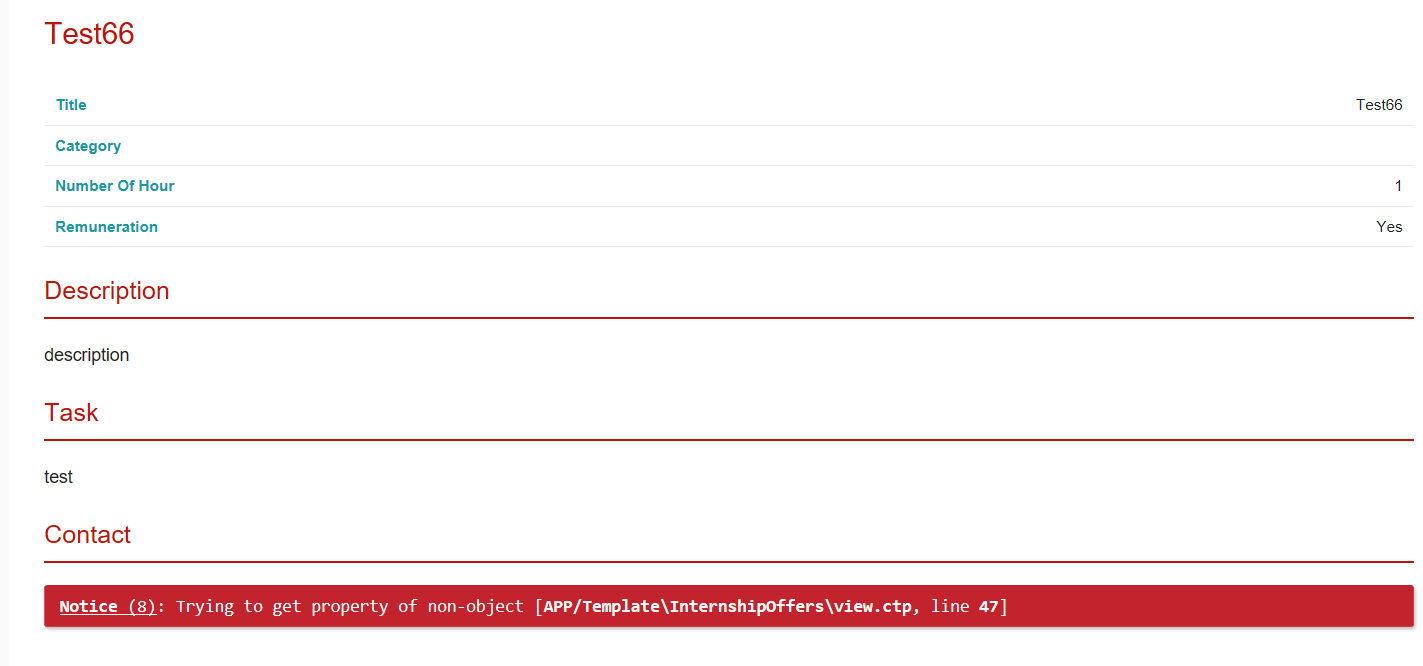 Test66
Title Test66
Category
Number Of Hour 1
Remuneration Yes
Description
description
Task
test
Contact
Notice (8): Trying to get property of non-object [APP/Template\InternshipOffers\view.ctp, line 47]